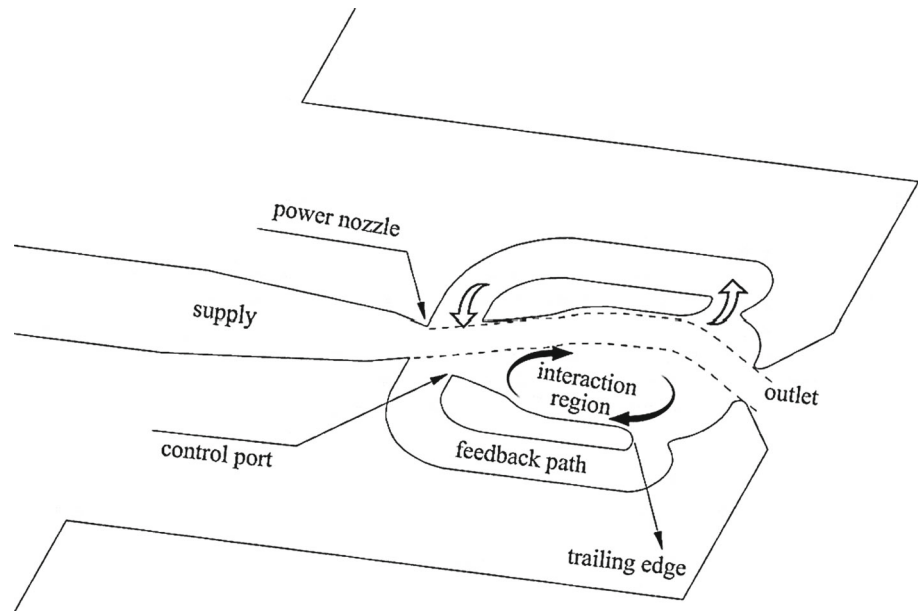 power nozzle
supply
interaction
region
outlet
control port
feedback path
trailing edge